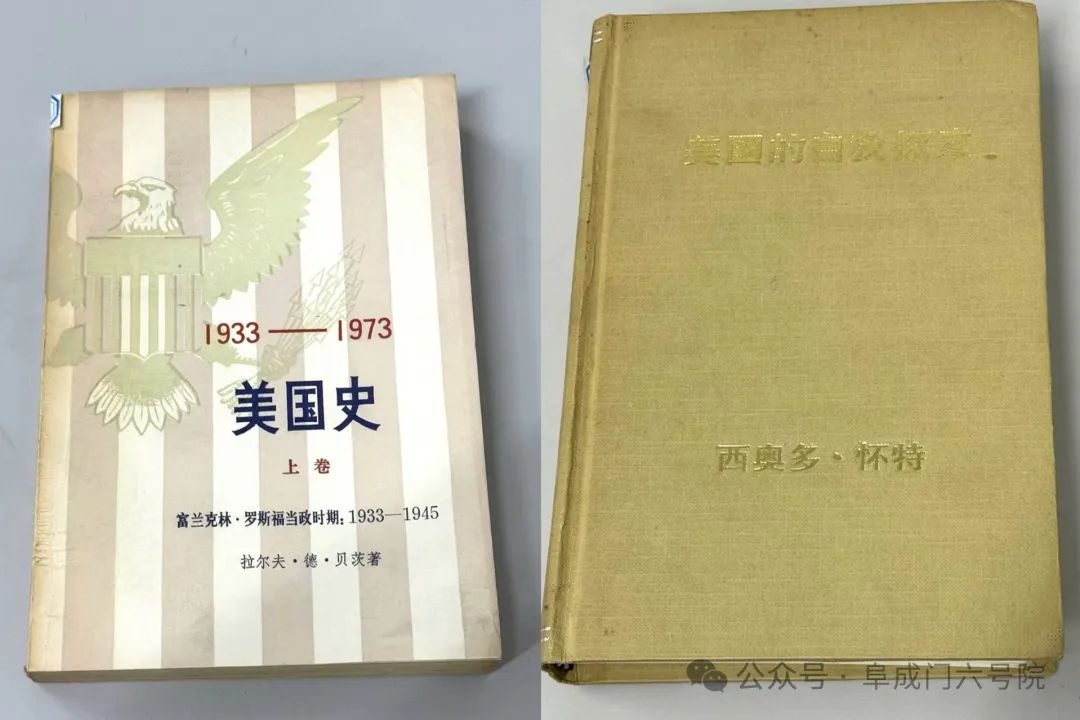 1933——1973
美国史
上卷
富兰克林·罗斯福当政时期：1933—1945
拉尔夫·德·贝茨著
美国的自我探索
西奥多·怀特
公众号·阜成门六号院